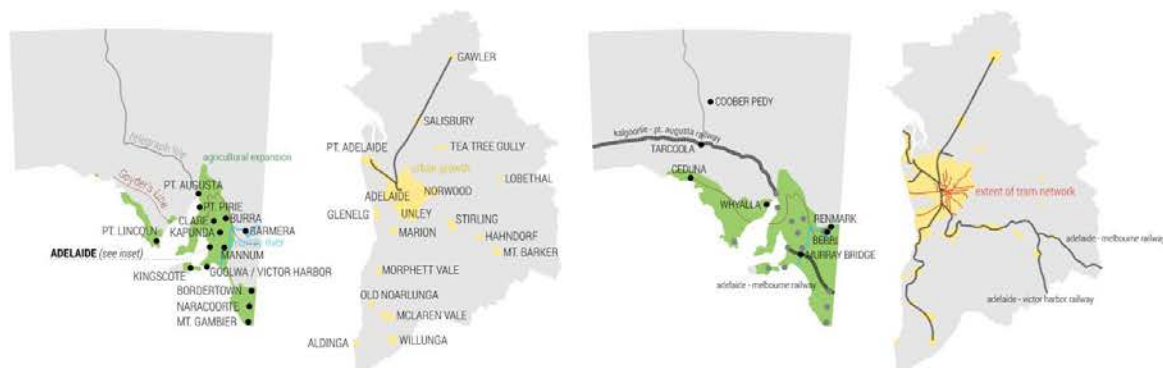 telegraph line
Goyder's Line
agricultural expansion
PT. AUGUSTA
PT. PIRIE
CLARE
BURRA
KAPUNDA
BARMERA
murray river
PT. LINCOLN
MANNUM
ADELAIDE (see inset)
KINGSCOTE
GOOLWA / VICTOR HARBOR
BORDERTOWN
NARACOORTE
MT. GAMBIER
GAWLER
SALISBURY
PT. ADELAIDE
TEA TREE GULLY
urban growth
LOBETHAL
ADELAIDE
NORWOOD
GLENELG
UNLEY
STIRLING
MARION
HAHNDORF
MT. BARKER
MORPHETT VALE
OLD NOARLUNGA
MCLAREN VALE
ALDINGA
WILLUNGA
COOBER PEDY
kalgoorlie - pt. augusta railway
TARCOOLA
CEDUNA
WHYALLA
RENMARK
BERRI
MURRAY BRIDGE
adelaide - melbourne railway
extent of tram network
adelaide - melbourne railway
adelaide - victor harbor railway